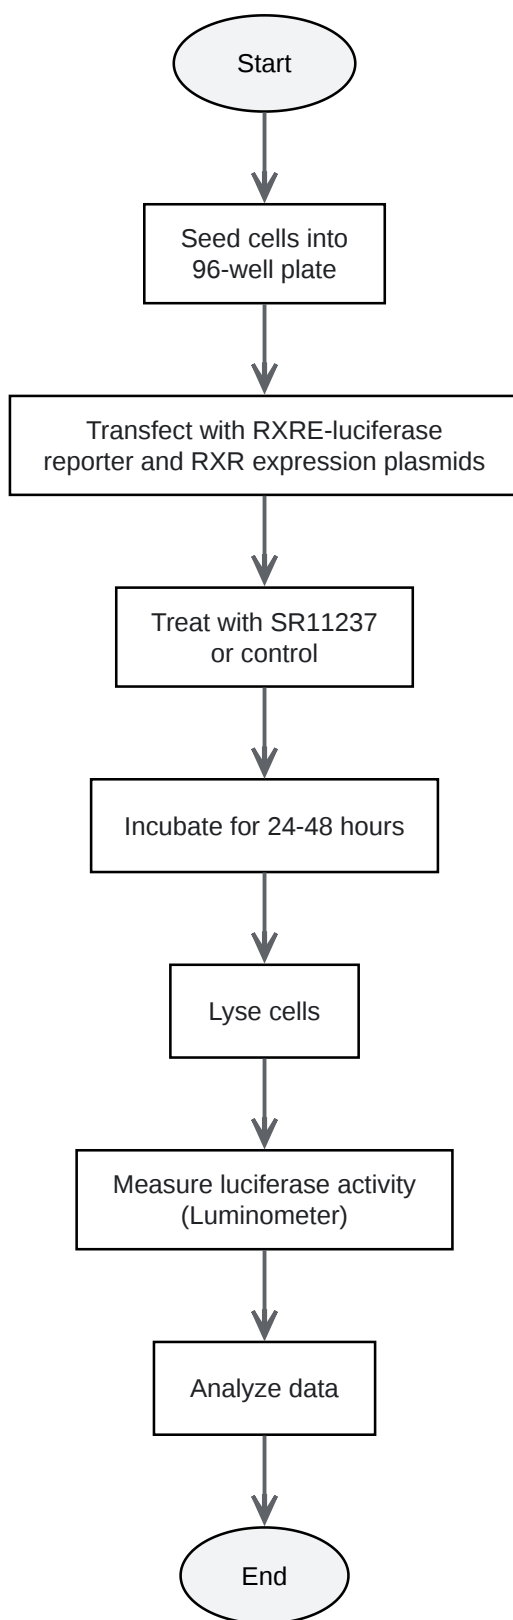 Start
Seed cells into
96-well plate
Transfect with RXRE-luciferase
reporter and RXR expression plasmids
Treat with SR11237
or control
Incubate for 24-48 hours
Lyse cells
Measure luciferase activity
(Luminometer)
Analyze data
End